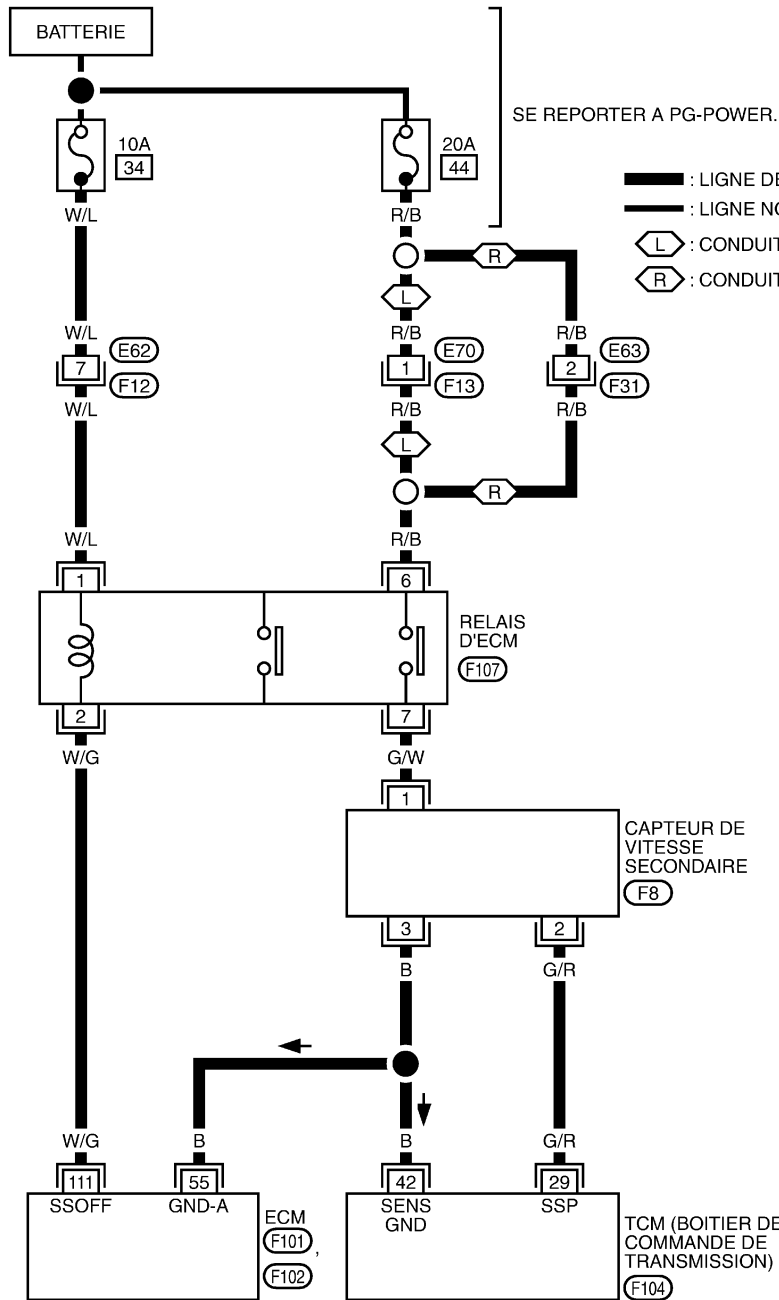 BATTERIE
SE REPORTER A PG-POWER.
10A
34
20A
44
: LIGNE DE
: LIGNE NO
L : CONDUIT
R : CONDUIT
W/L
R/B
R
L
W/L
R/B
R/B
7
E62
F12
1
E70
F13
2
E63
F31
W/L
R/B
R/B
L
R
W/L
R/B
1
6
RELAIS
D'ECM
F107
2
7
W/G
G/W
1
CAPTEUR DE
VITESSE
SECONDAIRE
F8
3
2
B
G/R
W/G
B
B
G/R
111
55
42
29
SSOFF
GND-A
SENS
GND
SSP
ECM
F101 ,
F102
TCM (BOITIER DE
COMMANDE DE
TRANSMISSION)
F104